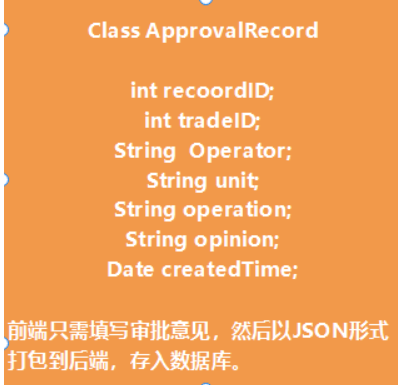 Class ApprovalRecord
int recoordID;
int tradeID;
String Operator;
String unit;
String operation;
String opinion;
Date createdTime;
前端只需填写审批意见，然后以JSON形式
打包到后端，存入数据库。